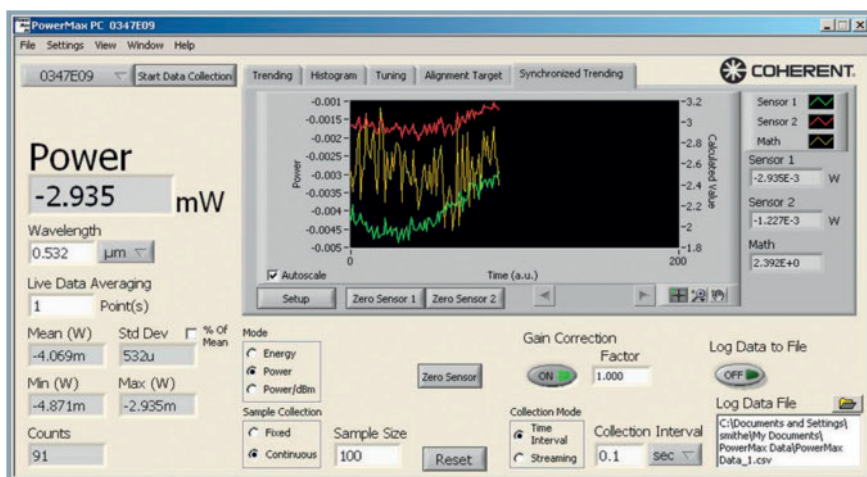 PowerMax PC 0347E09
File Settings View Window Help
0347E09
Start Data Collection
Trending
Histogram
Tuning
Alignment Target
Synchronized Trending
COHERENT.
Power
-2.935
mW
Wavelength
0.532
µm
Live Data Averaging
1
Point(s)
Mean (W)
Std Dev
% Of
Mean
-4.069m
532u
Min (W)
Max (W)
-4.871m
-2.935m
Counts
91
Power
-0.001
-0.0015
-0.002
-0.0025
-0.003
-0.0035
-0.004
-0.0045
-0.005
3.2
3
2.8
2.6
2.4
2.2
2
1.8
Calculated Value
0
200
Time (a.u.)
Autoscale
Setup
Zero Sensor 1
Zero Sensor 2
Sensor 1
Sensor 2
Math
Sensor 1
-2.935E-3 W
Sensor 2
-1.227E-3 W
Math
2.392E+0
Mode
Energy
Power
Power/dBm
Sample Collection
Fixed
Continuous
Sample Size
100
Zero Sensor
Reset
Gain Correction
ON
Factor
1.000
Collection Mode
Time
Interval
Streaming
Collection Interval
0.1
sec
Log Data to File
OFF
Log Data File
C:\Documents and Settings\
smithe\My Documents\
PowerMax Data\PowerMax
Data_1.csv